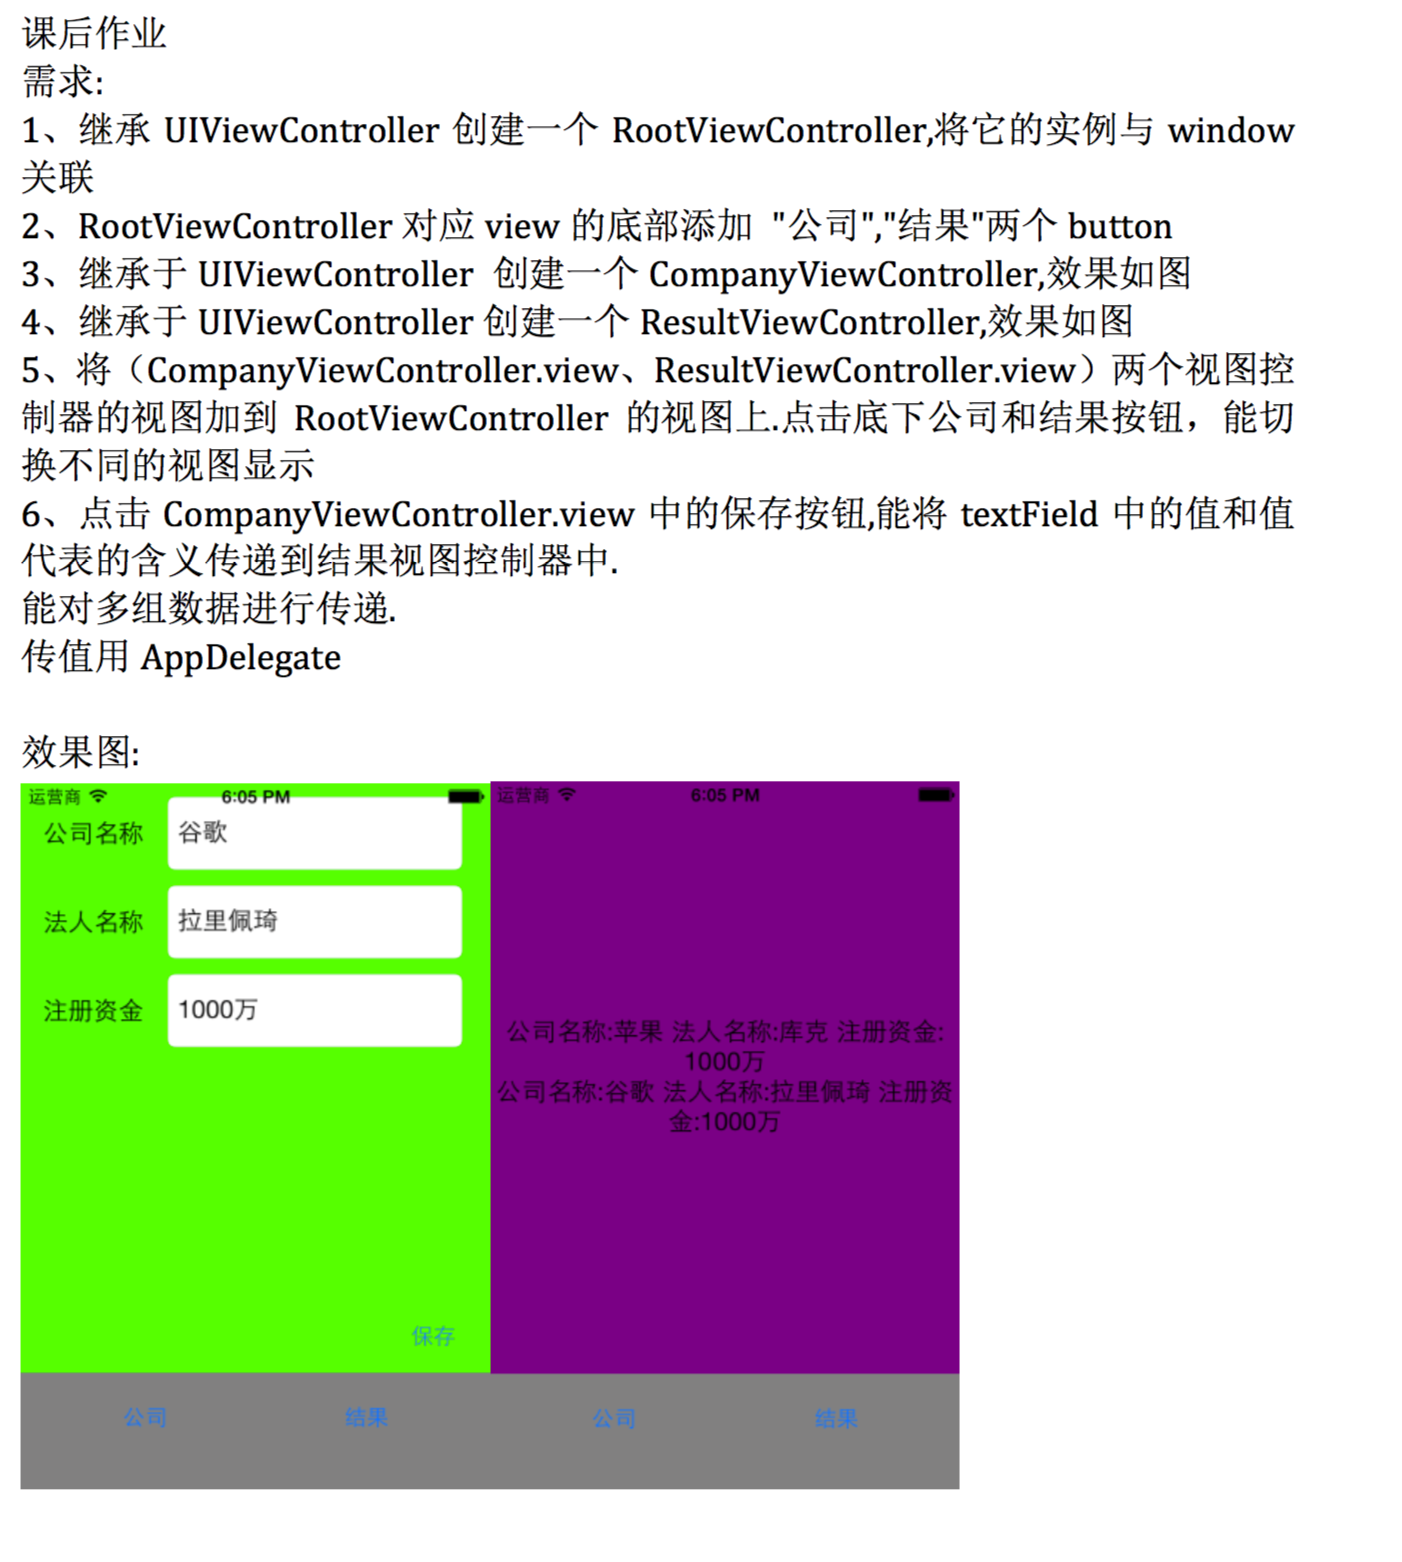 课后作业
需求:
1、继承 UIViewController 创建一个 RootViewController,将它的实例与 window
关联
2、RootViewController 对应 view 的底部添加 "公司","结果"两个 button
3、继承于 UIViewController 创建一个 CompanyViewController,效果如图
4、继承于 UIViewController 创建一个 ResultViewController,效果如图
5、将（CompanyViewController.view、ResultViewController.view）两个视图控
制器的视图加到 RootViewController 的视图上.点击底下公司和结果按钮，能切
换不同的视图显示
6、点击 CompanyViewController.view 中的保存按钮,能将 textField 中的值和值
代表的含义传递到结果视图控制器中.
能对多组数据进行传递.
传值用 AppDelegate
效果图:
运营商 6:05 PM
公司名称 谷歌
法人名称 拉里佩琦
注册资金 1000万
保存
公司 结果
运营商 6:05 PM
公司名称:苹果 法人名称:库克 注册资金:
1000万
公司名称:谷歌 法人名称:拉里佩琦 注册资
金:1000万
公司 结果